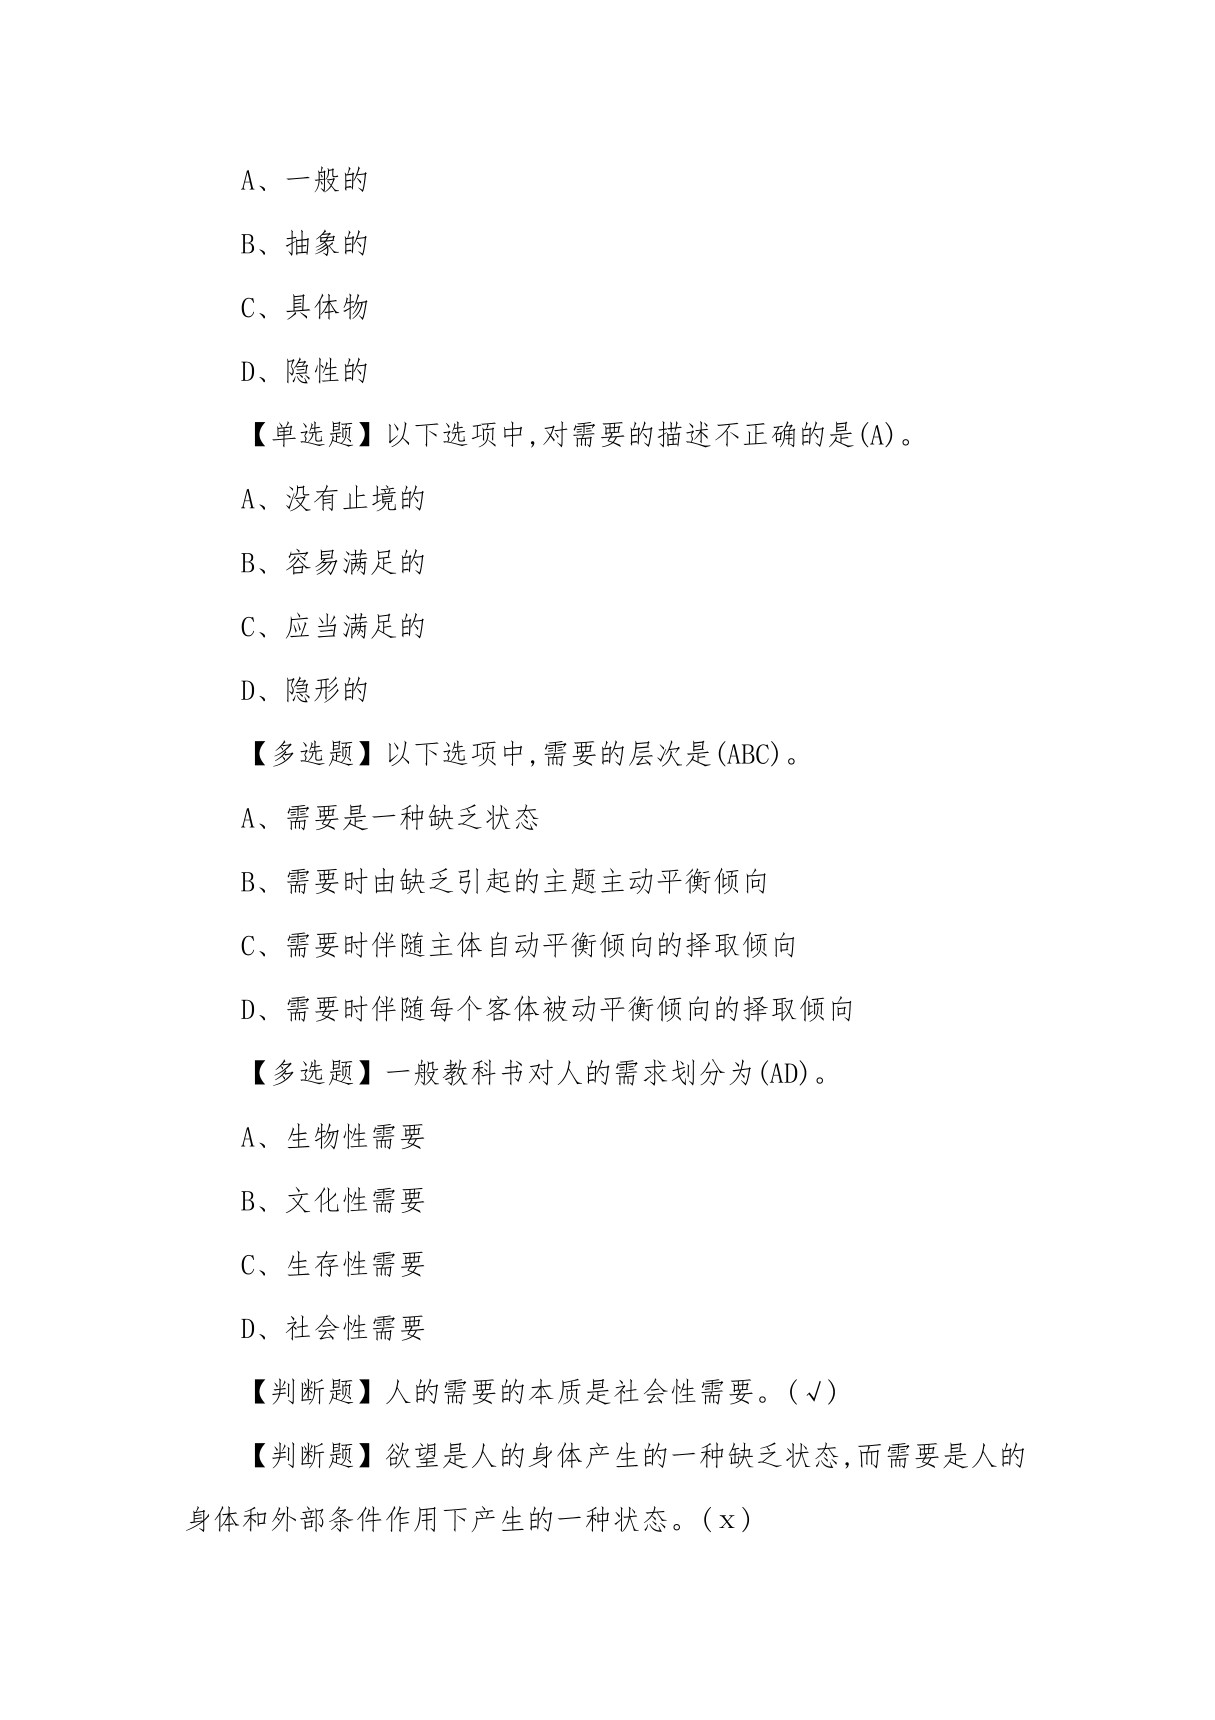 A、一般的
B、抽象的
C、具体物
D、隐性的
【单选题】以下选项中,对需要的描述不正确的是(A)。
A、没有止境的
B、容易满足的
C、应当满足的
D、隐形的
【多选题】以下选项中,需要的层次是(ABC)。
A、需要是一种缺乏状态
B、需要时由缺乏引起的主题主动平衡倾向
C、需要时伴随主体自动平衡倾向的择取倾向
D、需要时伴随每个客体被动平衡倾向的择取倾向
【多选题】一般教科书对人的需求划分为(AD)。
A、生物性需要
B、文化性需要
C、生存性需要
D、社会性需要
【判断题】人的需要的本质是社会性需要。(√)
【判断题】欲望是人的身体产生的一种缺乏状态,而需要是人的
身体和外部条件作用下产生的一种状态。(x)